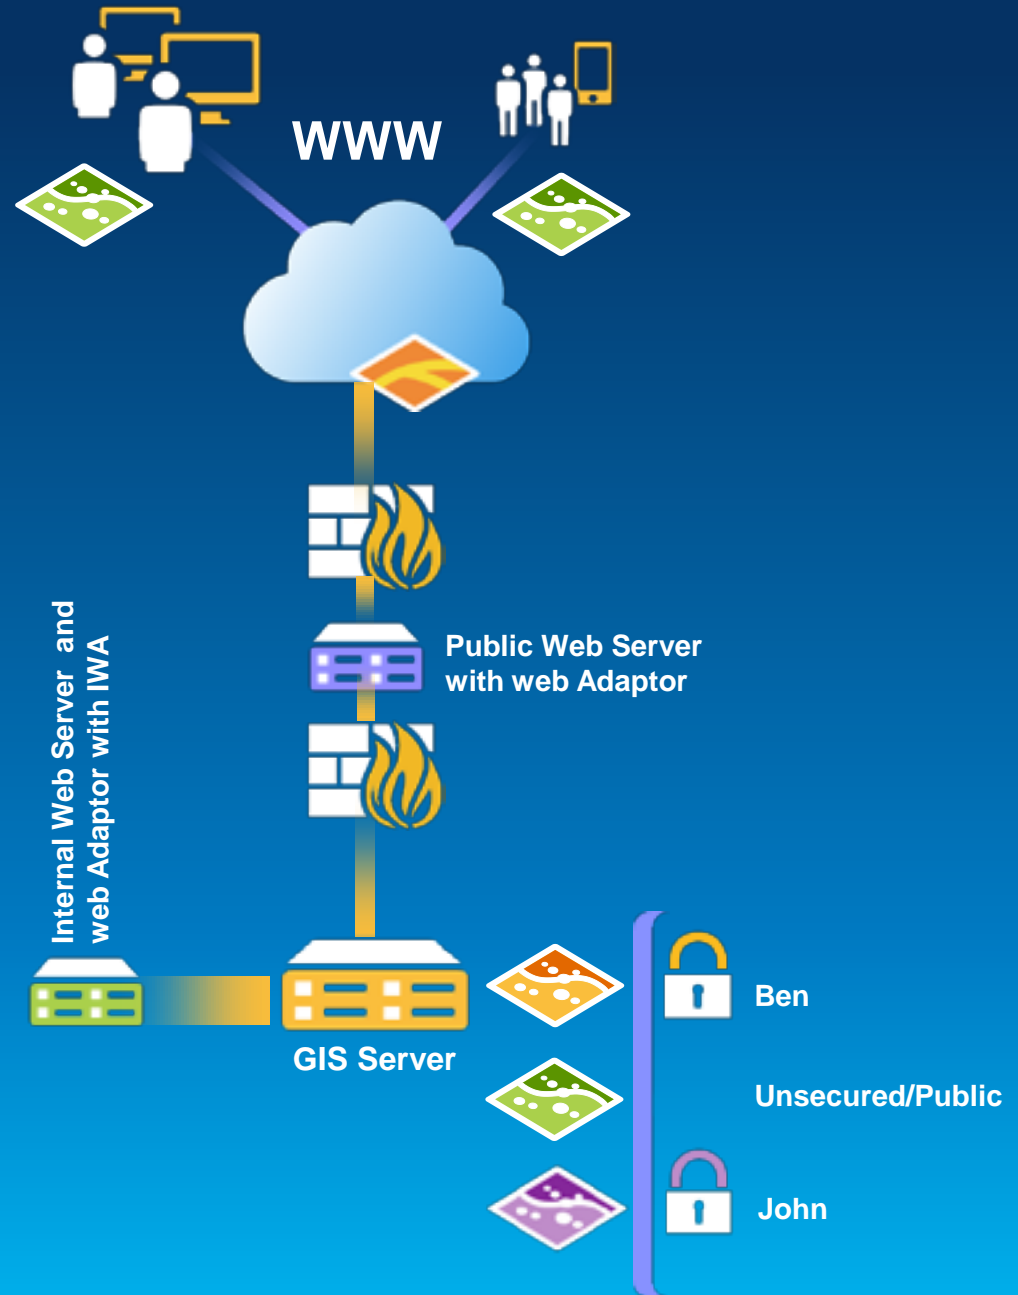 WWW
Public Web Server
with web Adaptor
Internal Web Server and
web Adaptor with IWA
GIS Server
Ben
Unsecured/Public
John